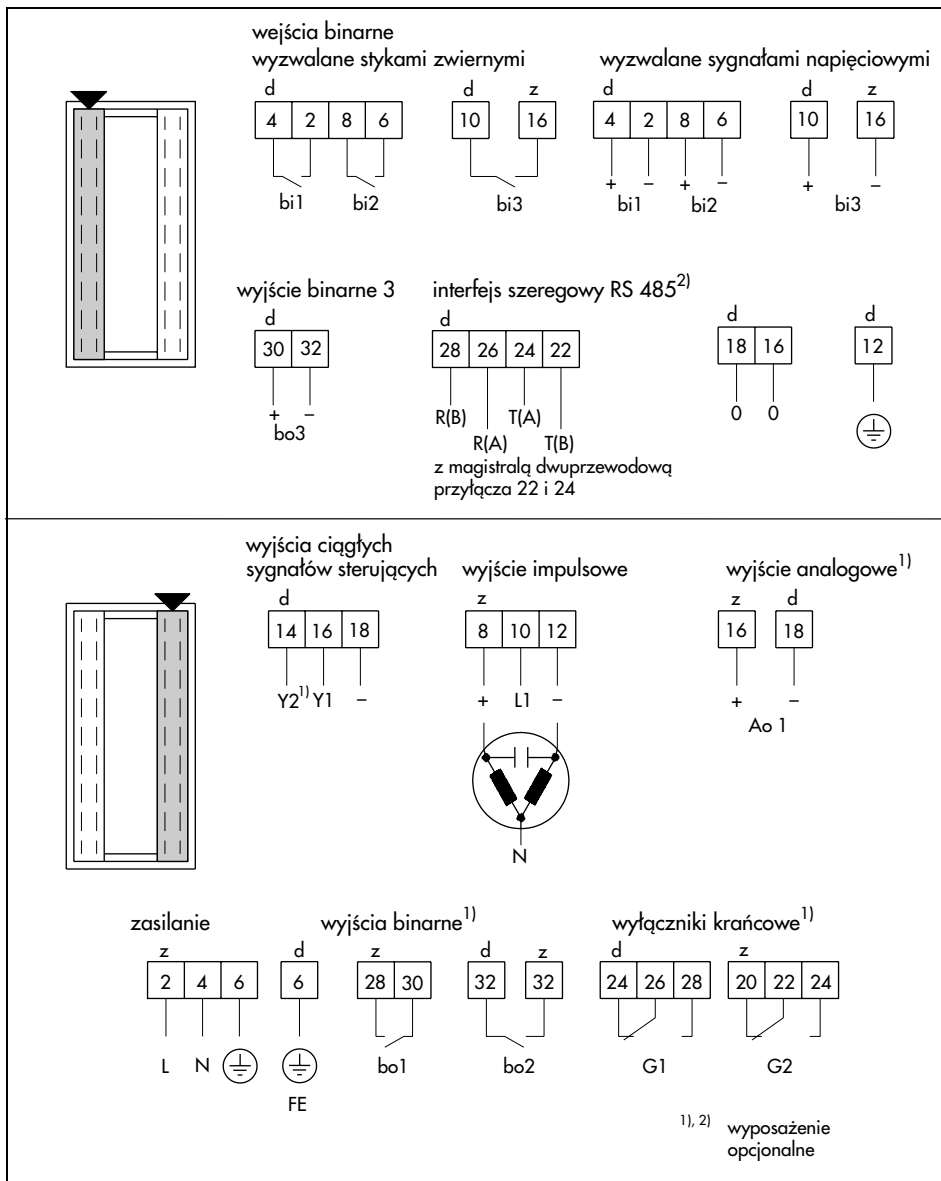 wejścia binarne
wyzwalane stykami zwiernymi
wyzwalane sygnałami napięciowymi
d d z d d z
4 2 8 6 10 16 4 2 8 6 10 16
+ − + − + −
bi1 bi2 bi3 bi1 bi2 bi3
wyjście binarne 3 interfejs szeregowy RS 485²⁾
d d d d
30 32 28 26 24 22 18 16 12
+ − R(B) T(A) 0 0
bo3 R(A) T(B)
z magistralą dwuprzewodową
przyłącza 22 i 24
wyjścia ciągłych
sygnałów sterujących wyjście impulsowe wyjście analogowe¹⁾
d z z d
14 16 18 8 10 12 16 18
Y2¹⁾ Y1 − + L1 − + −
Ao 1
N
zasilanie wyjścia binarne¹⁾ wyłączniki krańcowe¹⁾
z d z d z d z
2 4 6 6 28 30 32 32 24 26 28 20 22 24
L N bo1 bo2 G1 G2
FE
¹⁾, ²⁾ wyposażenie
opcjonalne